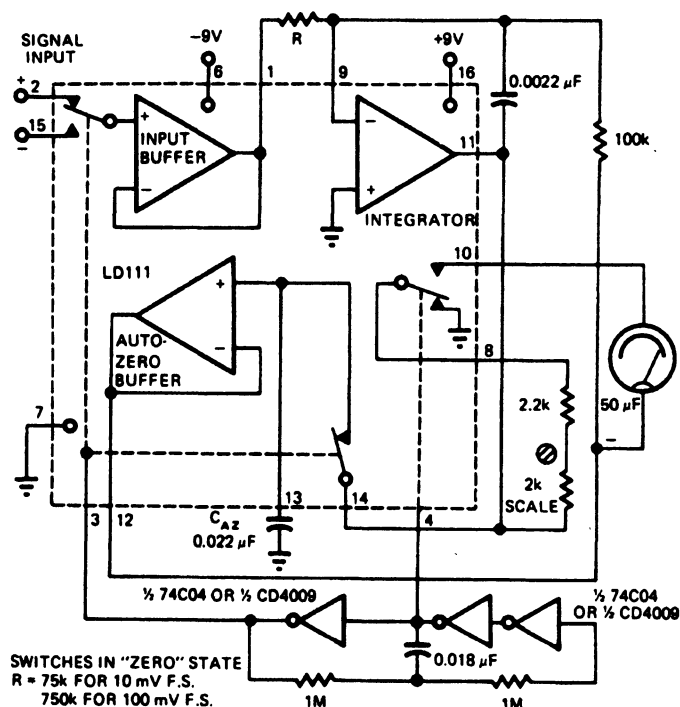 SIGNAL
INPUT
-9V
+9V
R
+
2
6
1
9
16
0.0022 µF
15
-
+
INPUT
BUFFER
-
-
+
11
INTEGRATOR
100k
LD111
+
-
AUTO-
ZERO
BUFFER
10
8
7
2.2k
50 µF
-
2k
SCALE
3
12
13
14
4
C AZ
0.022 µF
½ 74C04 OR ½ CD4009
½ 74C04
OR ½ CD4009
0.018 µF
SWITCHES IN "ZERO" STATE
R = 75k FOR 10 mV F.S.
750k FOR 100 mV F.S.
1M
1M